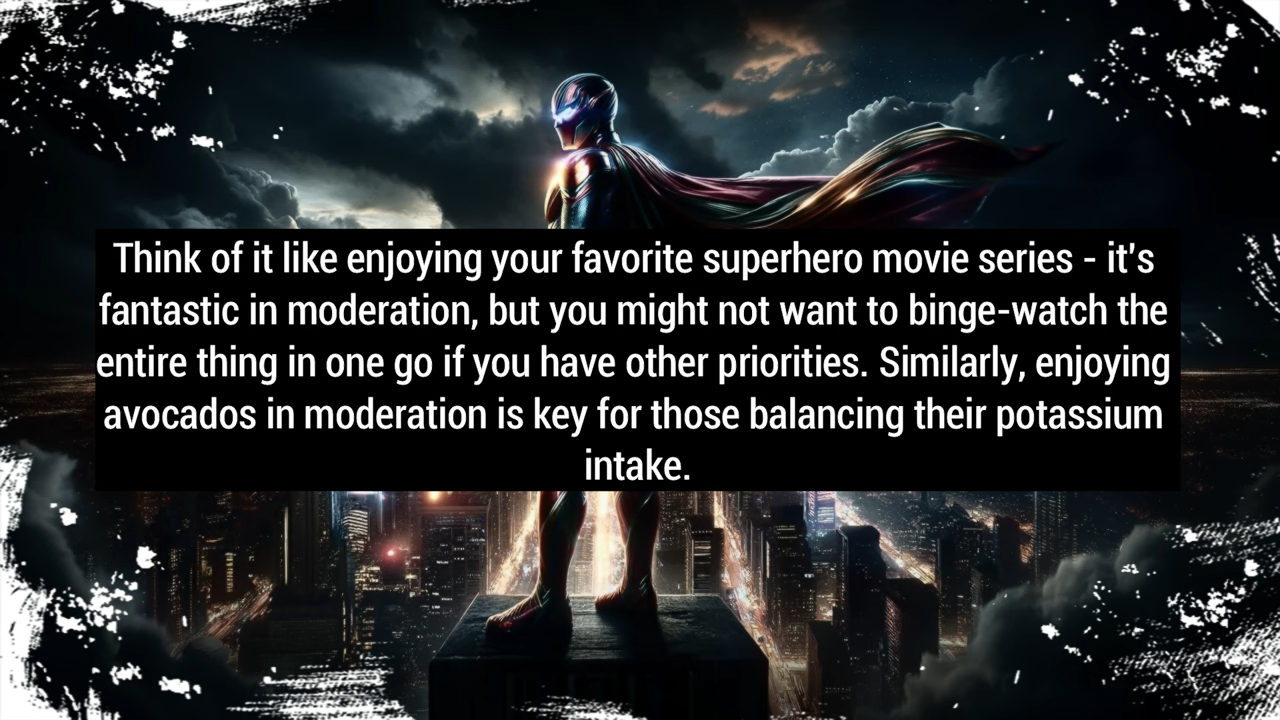 Think of it like enjoying your favorite superhero movie series - it's
fantastic in moderation, but you might not want to binge-watch the
entire thing in one go if you have other priorities. Similarly, enjoying
avocados in moderation is key for those balancing their potassium
intake.